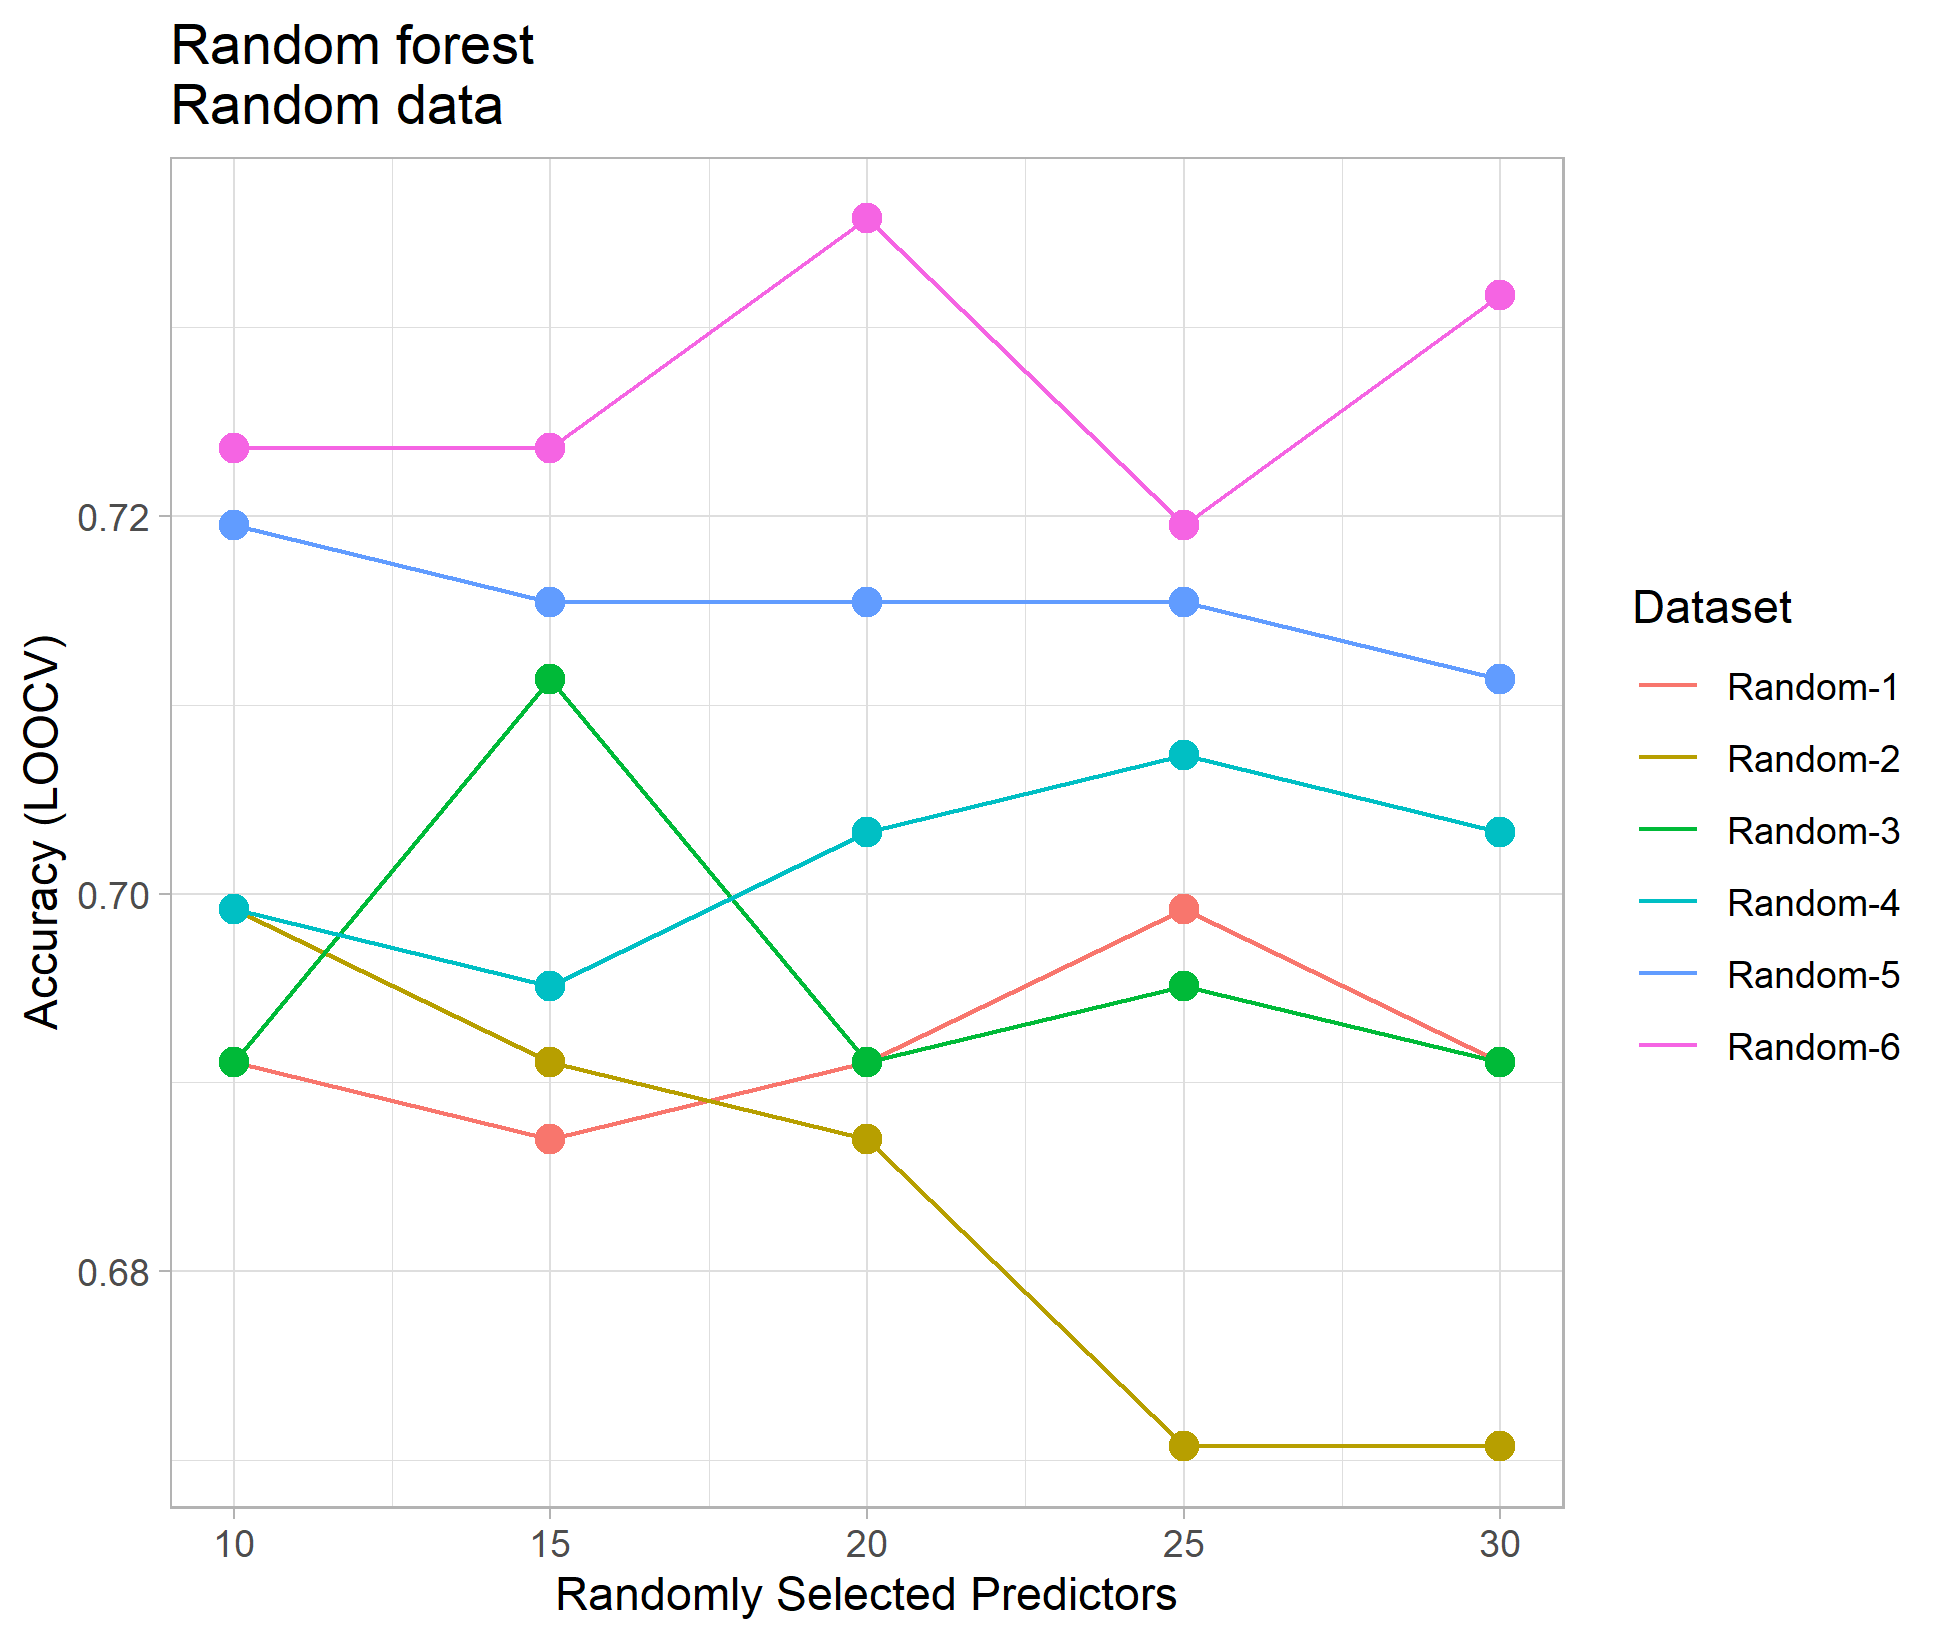 Random forest
Random data
Accuracy (LOOCV)
0.72
0.70
0.68
10 15 20 25 30
Randomly Selected Predictors
Dataset
Random-1
Random-2
Random-3
Random-4
Random-5
Random-6